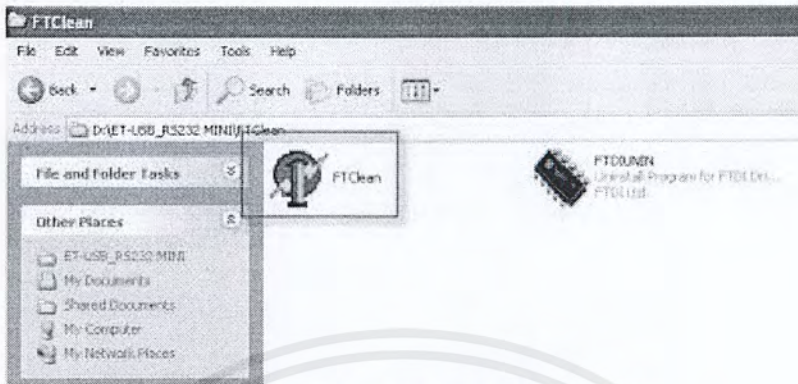 FTClean
File Edit View Favorites Tools Help
Back Search Folders
Address D:\ET-USB_RS232 MINI\FTClean
File and Folder Tasks
FTClean
FTDIUNIN
Uninstall Program for FTDI Dri...
FTDI Ltd.
Other Places
ET-USB_RS232 MINI
My Documents
Shared Documents
My Computer
My Network Places